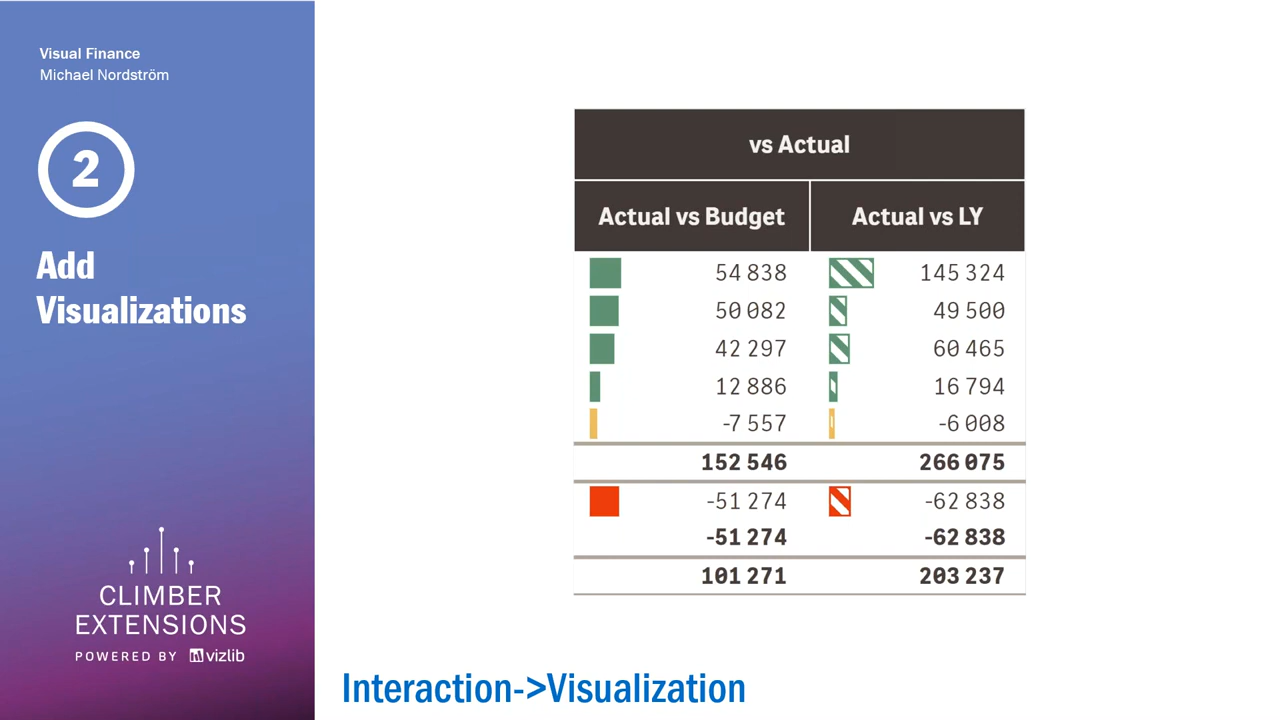 Visual Finance
Michael Nordström
2
Add
Visualizations
CLIMBER
EXTENSIONS
POWERED BY vizlib
vs Actual
Actual vs Budget Actual vs LY
54 838 145 324
50 082 49 500
42 297 60 465
12 886 16 794
-7 557 -6 008
152 546 266 075
-51 274 -62 838
-51 274 -62 838
101 271 203 237
Interaction->Visualization